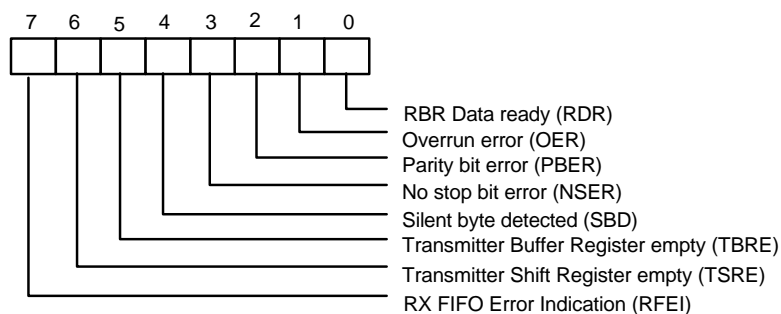 7 6 5 4 3 2 1 0
RBR Data ready (RDR)
Overrun error (OER)
Parity bit error (PBER)
No stop bit error (NSER)
Silent byte detected (SBD)
Transmitter Buffer Register empty (TBRE)
Transmitter Shift Register empty (TSRE)
RX FIFO Error Indication (RFEI)